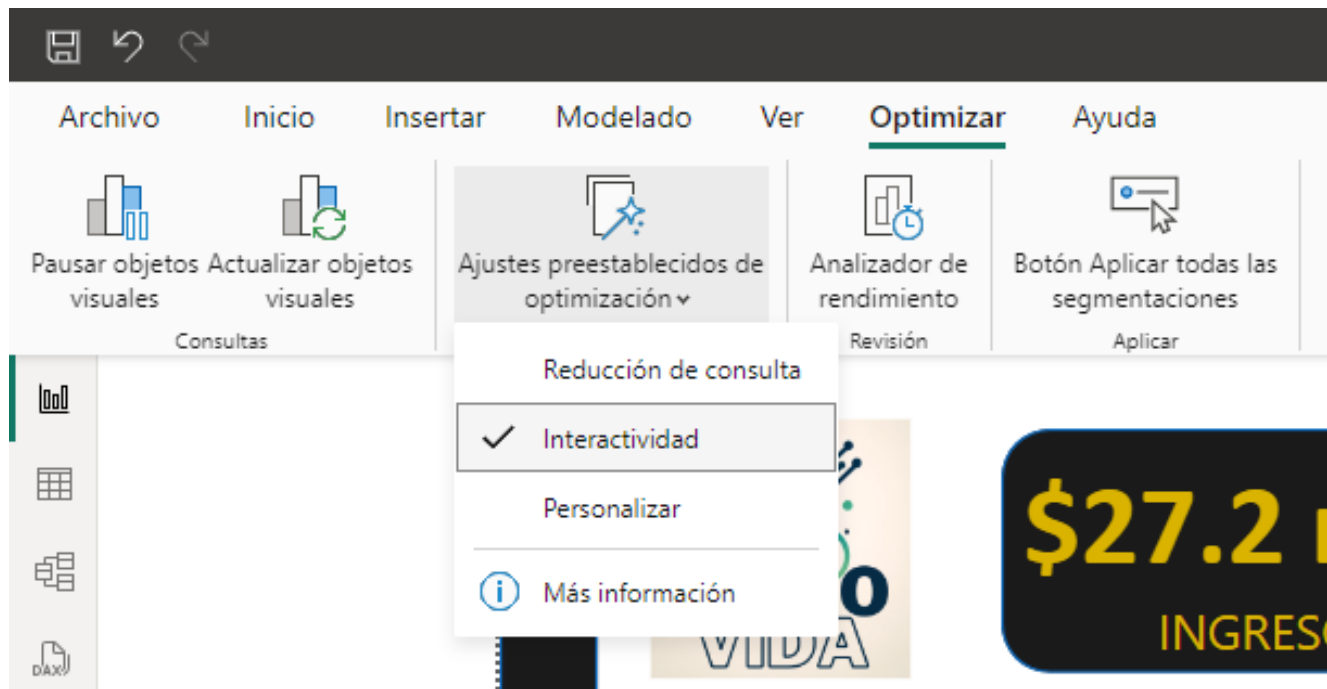 Archivo Inicio Insertar Modelado Ver Optimizar Ayuda
Pausar objetos visuales
Actualizar objetos visuales
Consultas
Ajustes preestablecidos de optimización
Analizador de rendimiento
Revisión
Botón Aplicar todas las segmentaciones
Aplicar
Reducción de consulta
Interactividad
Personalizar
Más información
DAX
VIDA
$27.2